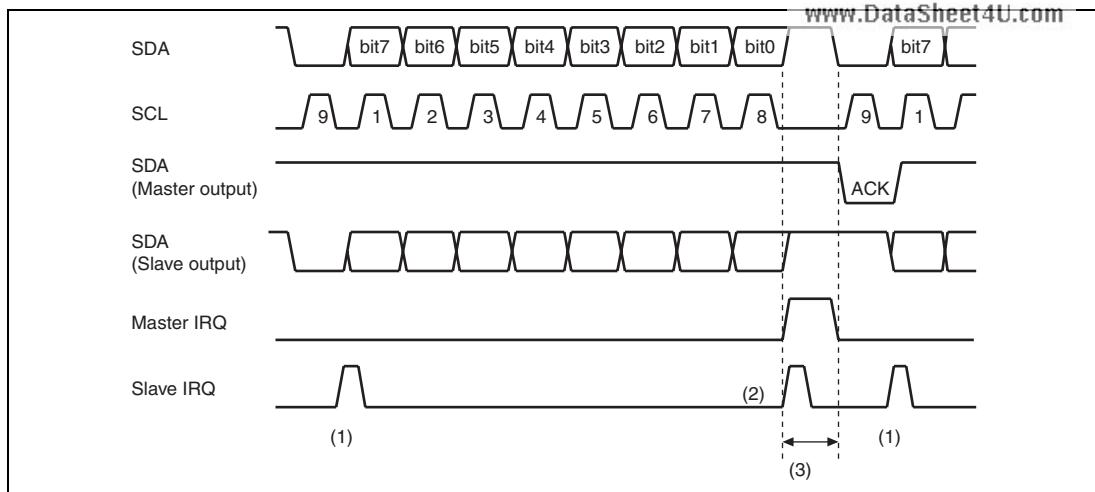 www.DataSheet4U.com
SDA
bit7 bit6 bit5 bit4 bit3 bit2 bit1 bit0 bit7
SCL
9 1 2 3 4 5 6 7 8 9 1
SDA
(Master output)
ACK
SDA
(Slave output)
Master IRQ
Slave IRQ
(2)
(1) (1)
(3)